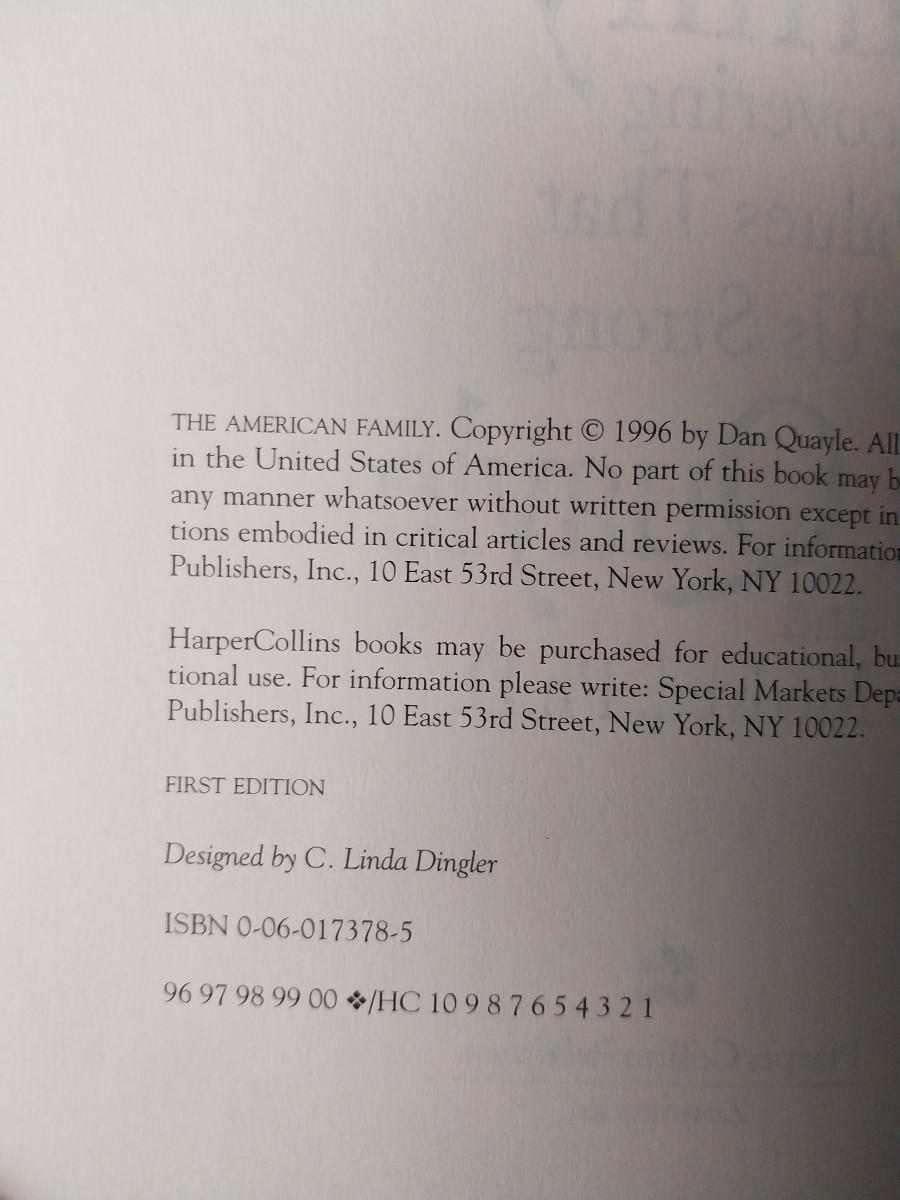 THE AMERICAN FAMILY. Copyright © 1996 by Dan Quayle. All
in the United States of America. No part of this book may b
any manner whatsoever without written permission except in
tions embodied in critical articles and reviews. For informatio
Publishers, Inc., 10 East 53rd Street, New York, NY 10022.
HarperCollins books may be purchased for educational, bu
tional use. For information please write: Special Markets Depa
Publishers, Inc., 10 East 53rd Street, New York, NY 10022.
FIRST EDITION
Designed by C. Linda Dingler
ISBN 0-06-017378-5
96 97 98 99 00 ❖/HC 10 9 8 7 6 5 4 3 2 1